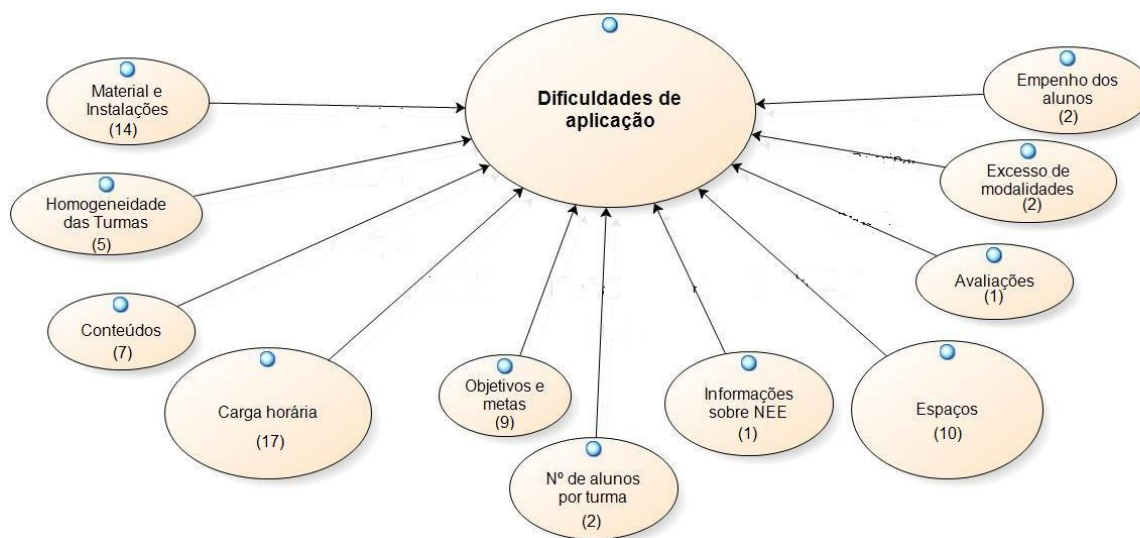 Dificuldades de
aplicação
Material e
Instalações
(14)
Homogeneidade
das Turmas
(5)
Conteúdos
(7)
Carga horária
(17)
Objetivos e
metas
(9)
Nº de alunos
por turma
(2)
Informações
sobre NEE
(1)
Espaços
(10)
Avaliações
(1)
Excesso de
modalidades
(2)
Empenho dos
alunos
(2)